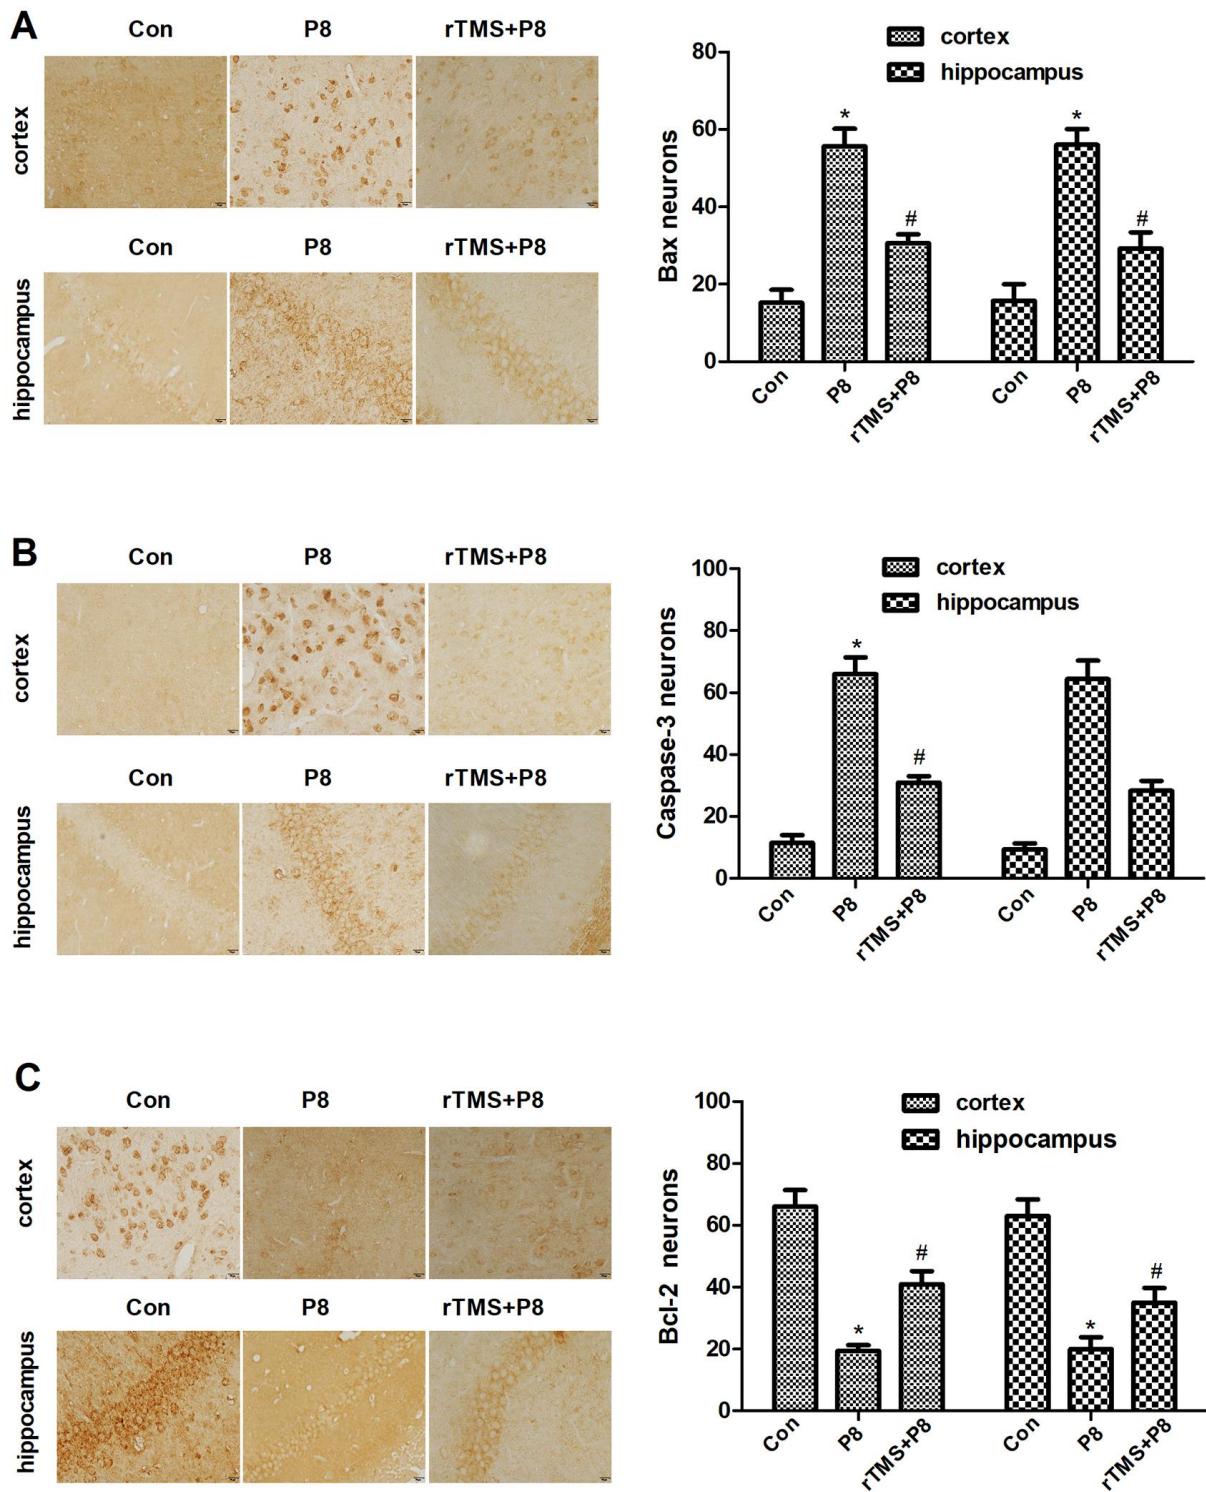 A
Con P8 rTMS+P8
cortex
Con P8 rTMS+P8
hippocampus
cortex
hippocampus
Bax neurons
80
60
40
20
0
* # * #
Con P8 rTMS+P8 Con P8 rTMS+P8
B
Con P8 rTMS+P8
cortex
Con P8 rTMS+P8
hippocampus
cortex
hippocampus
Caspase-3 neurons
100
80
60
40
20
0
* #
Con P8 rTMS+P8 Con P8 rTMS+P8
C
Con P8 rTMS+P8
cortex
Con P8 rTMS+P8
hippocampus
cortex
hippocampus
Bcl-2 neurons
100
80
60
40
20
0
* # * #
Con P8 rTMS+P8 Con P8 rTMS+P8